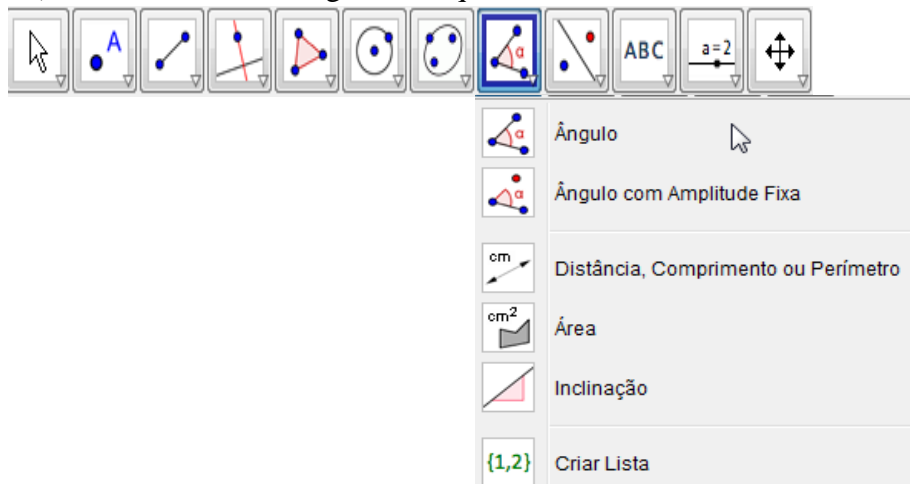 A α ABC a=2
α Ângulo
α Ângulo com Amplitude Fixa
cm Distância, Comprimento ou Perímetro
cm² Área
Inclinação
{1,2} Criar Lista